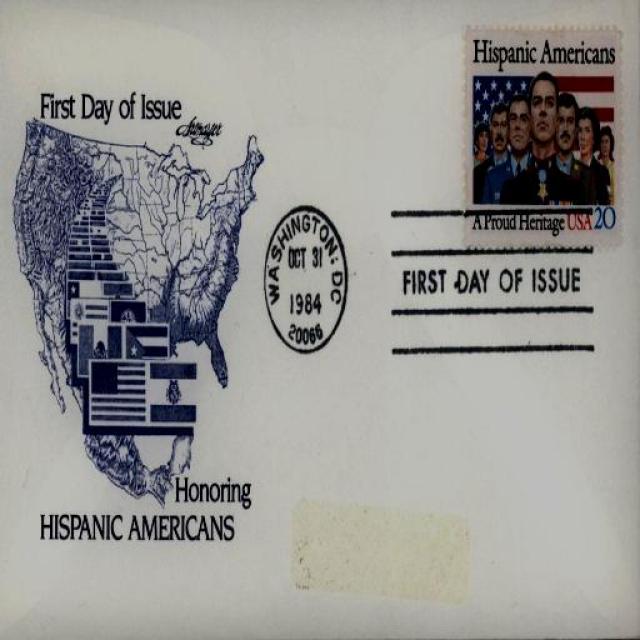 Hispanic Americans
First Day of Issue
Artmaster
A Proud Heritage USA 20
WASHINGTON, DC
OCT 31
1984
20066
FIRST DAY OF ISSUE
Honoring
HISPANIC AMERICANS